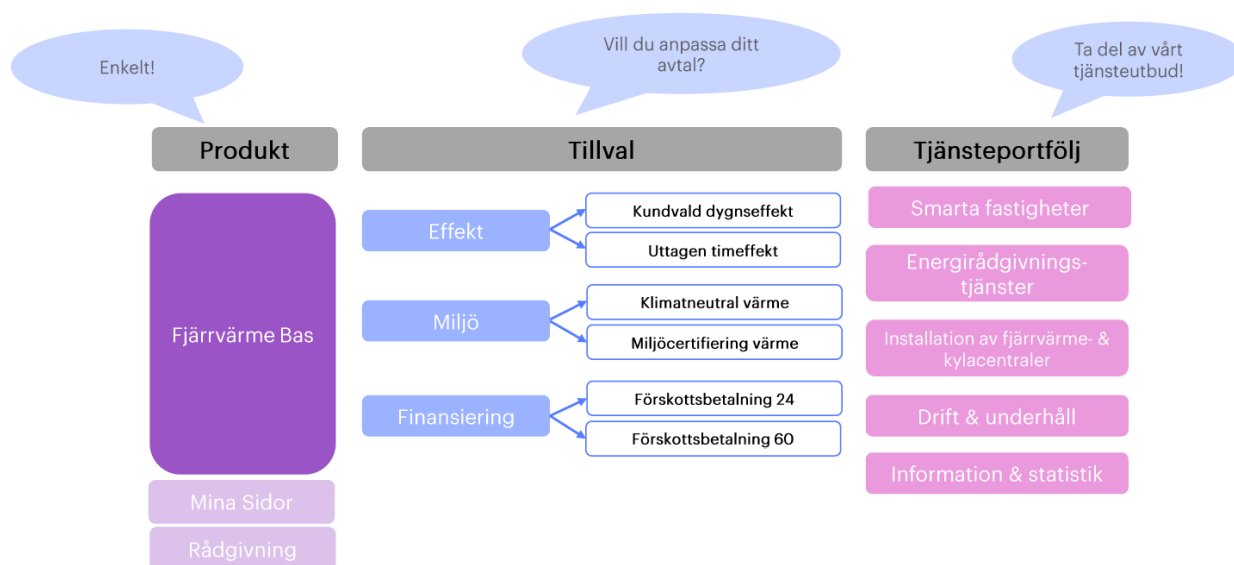 Enkelt!
Vill du anpassa ditt
avtal?
Ta del av vårt
tjänsteutbud!
Produkt
Tillval
Tjänsteportfölj
Fjärrvärme Bas
Mina Sidor
Rådgivning
Effekt
Kundvald dygnseffekt
Uttagen timeffekt
Miljö
Klimatneutral värme
Miljöcertifiering värme
Finansiering
Förskottsbetalning 24
Förskottsbetalning 60
Smarta fastigheter
Energirådgivnings-
tjänster
Installation av fjärrvärme- &
kylacentraler
Drift & underhåll
Information & statistik